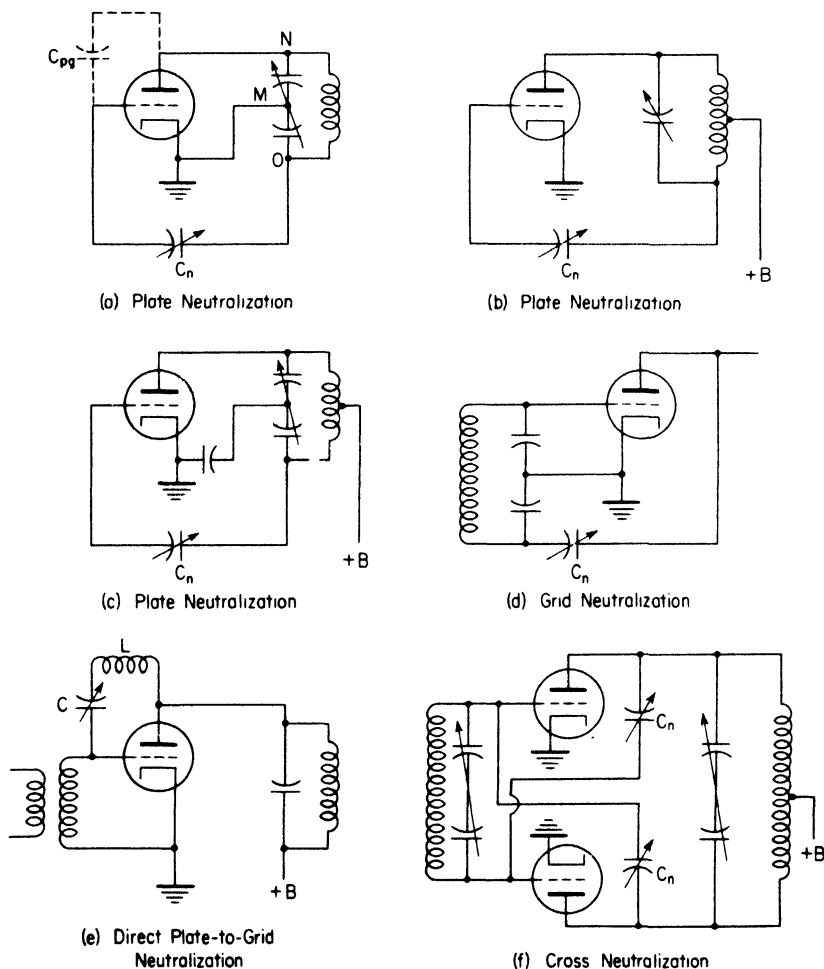 Cpg
N
M
O
Cn
(a) Plate Neutralization
+B
Cn
(b) Plate Neutralization
+B
Cn
(c) Plate Neutralization
Cn
(d) Grid Neutralization
L
C
+B
(e) Direct Plate-to-Grid
Neutralization
Cn
Cn
+B
(f) Cross Neutralization